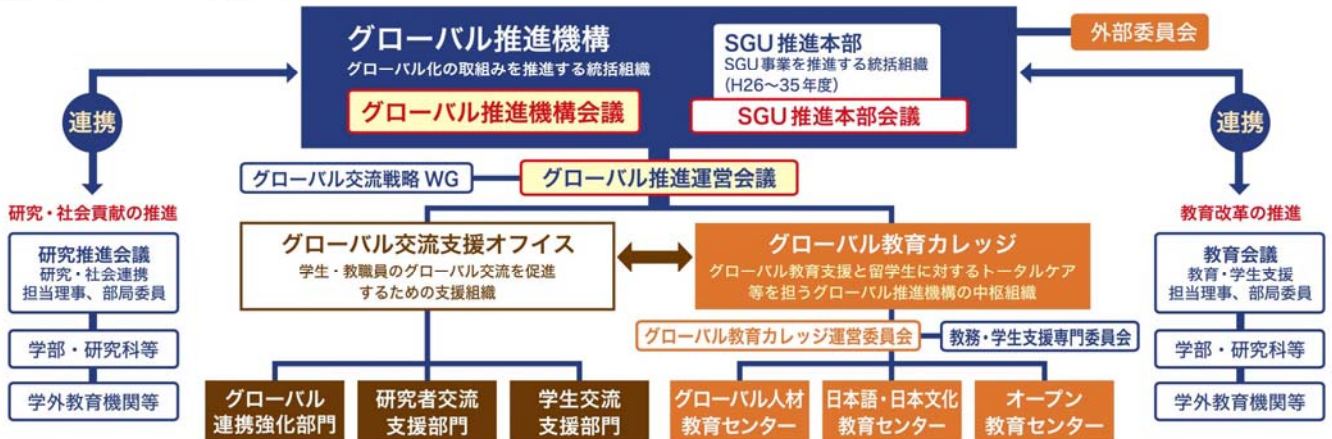 グローバル推進機構
グローバル化の取組みを推進する統括組織
グローバル推進機構会議
SGU推進本部
SGU事業を推進する統括組織
(H26～35年度)
SGU推進本部会議
外部委員会
連携
連携
グローバル交流戦略 WG
グローバル推進運営会議
研究・社会貢献の推進
研究推進会議
研究・社会連携
担当理事、部局委員
学部・研究科等
学外教育機関等
グローバル交流支援オフィス
学生・教職員のグローバル交流を促進
するための支援組織
グローバル教育カレッジ
グローバル教育支援と留学生に対するトータルケア
等を担うグローバル推進機構の中枢組織
グローバル教育カレッジ運営委員会
教務・学生支援専門委員会
グローバル
連携強化部門
研究者交流
支援部門
学生交流
支援部門
グローバル人材
教育センター
日本語・日本文化
教育センター
オープン
教育センター
教育改革の推進
教育会議
教育・学生支援
担当理事、部局委員
学部・研究科等
学外教育機関等